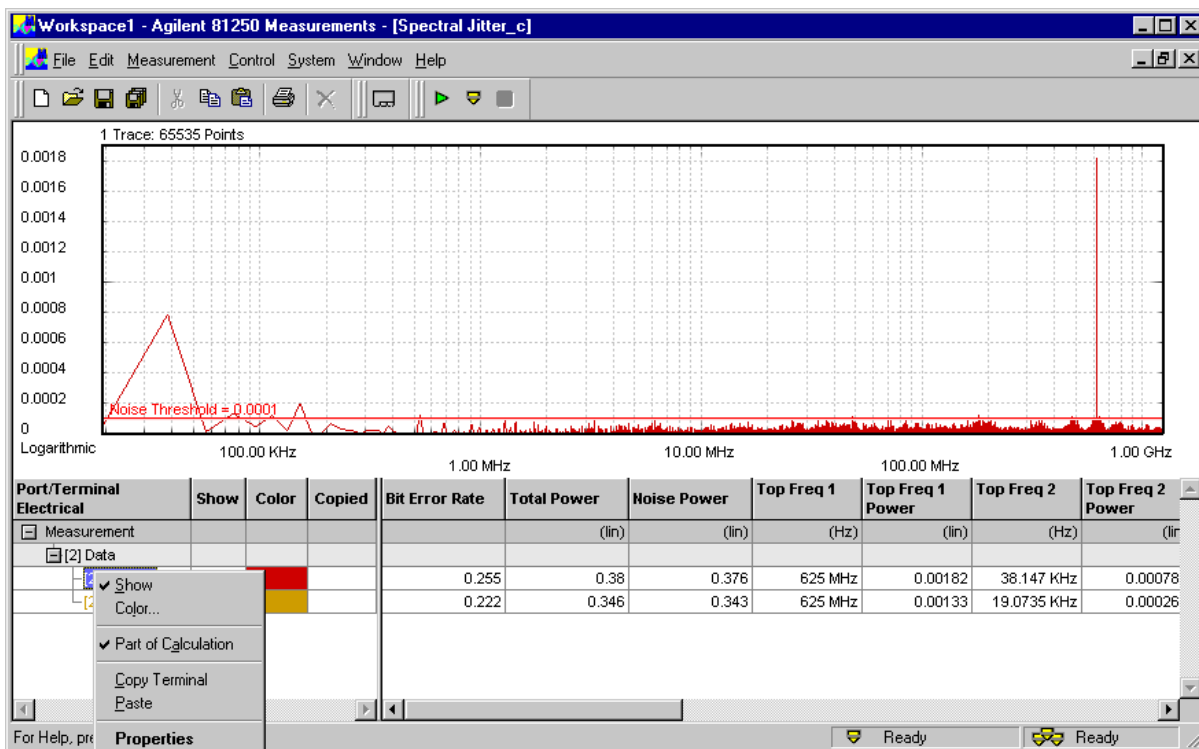 Workspace1 - Agilent 81250 Measurements - [Spectral Jitter_c]
File Edit Measurement Control System Window Help
1 Trace: 65535 Points
0.0018
0.0016
0.0014
0.0012
0.001
0.0008
0.0006
0.0004
0.0002
Noise Threshold = 0.0001
0
Logarithmic
100.00 KHz
1.00 MHz
10.00 MHz
100.00 MHz
1.00 GHz
Port/Terminal Electrical Show Color Copied Bit Error Rate Total Power Noise Power Top Freq 1 Top Freq 1 Power Top Freq 2 Top Freq 2 Power
Measurement (lin) (lin) (Hz) (lin) (Hz) (lin
[2] Data
0.255 0.38 0.376 625 MHz 0.00182 38.147 KHz 0.00078
0.222 0.346 0.343 625 MHz 0.00133 19.0735 KHz 0.00026
Show
Color...
Part of Calculation
Copy Terminal
Paste
Properties
For Help, pre
Ready
Ready